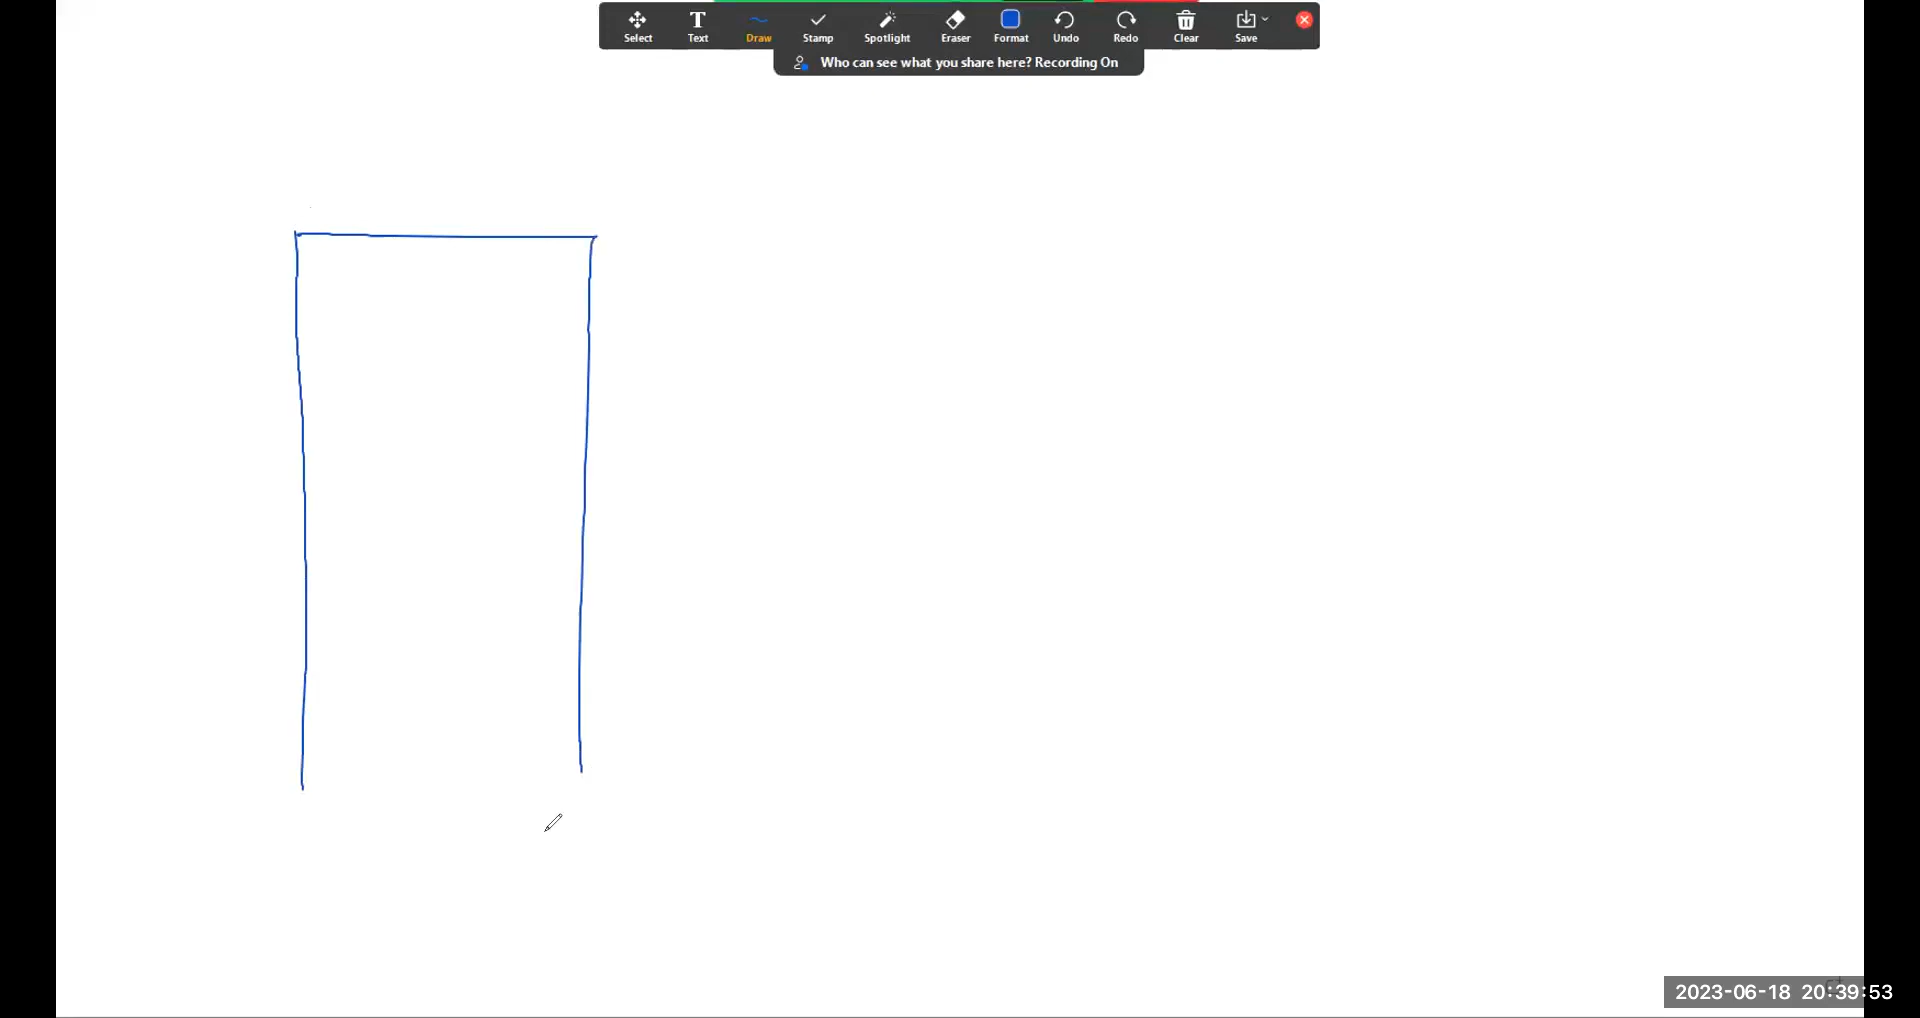 Select Text Draw Stamp Spotlight Eraser Format Undo Redo Clear Save
Who can see what you share here? Recording On
2023-06-18 20:39:53